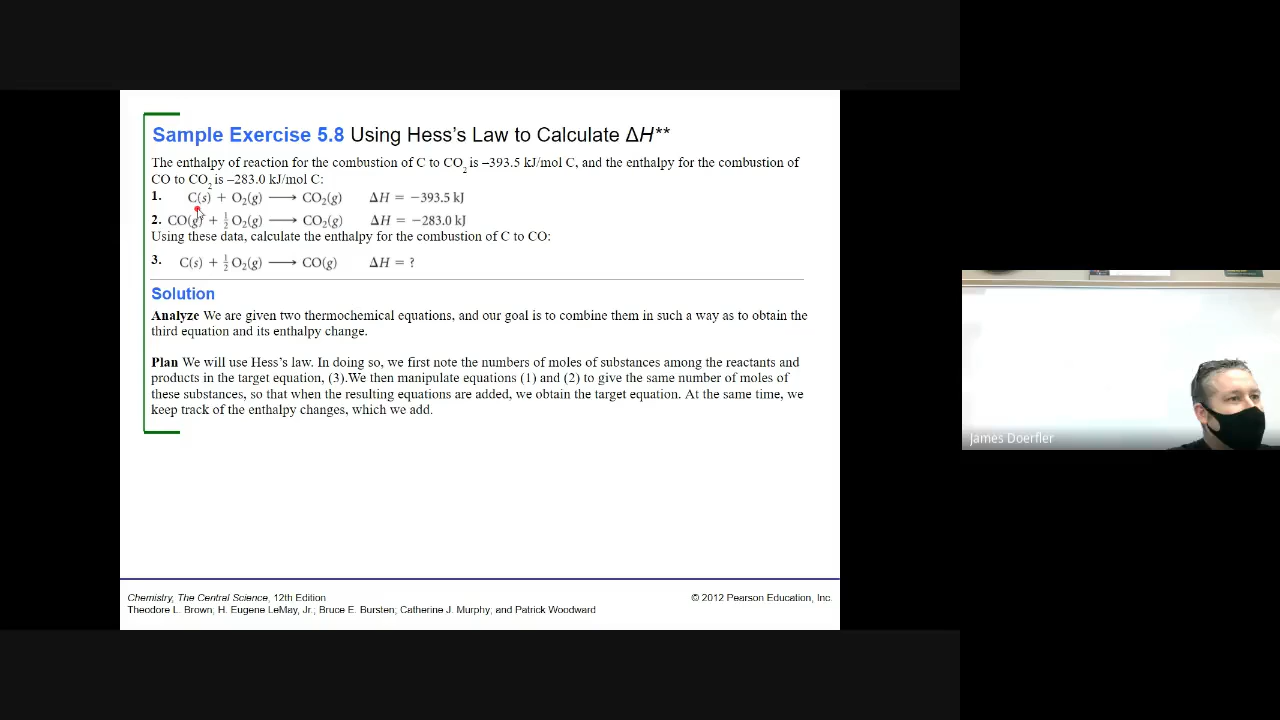 Sample Exercise 5.8 Using Hess's Law to Calculate ΔH**
The enthalpy of reaction for the combustion of C to CO₂ is –393.5 kJ/mol C, and the enthalpy for the combustion of
CO to CO₂ is –283.0 kJ/mol C:
1. C(s) + O₂(g) ⟶ CO₂(g) ΔH = −393.5 kJ
2. CO(g) + ½ O₂(g) ⟶ CO₂(g) ΔH = −283.0 kJ
Using these data, calculate the enthalpy for the combustion of C to CO:
3. C(s) + ½ O₂(g) ⟶ CO(g) ΔH = ?
Solution
Analyze We are given two thermochemical equations, and our goal is to combine them in such a way as to obtain the
third equation and its enthalpy change.
Plan We will use Hess's law. In doing so, we first note the numbers of moles of substances among the reactants and
products in the target equation, (3).We then manipulate equations (1) and (2) to give the same number of moles of
these substances, so that when the resulting equations are added, we obtain the target equation. At the same time, we
keep track of the enthalpy changes, which we add.
Chemistry, The Central Science, 12th Edition
Theodore L. Brown; H. Eugene LeMay, Jr.; Bruce E. Bursten; Catherine J. Murphy; and Patrick Woodward
© 2012 Pearson Education, Inc.
James Doerfler